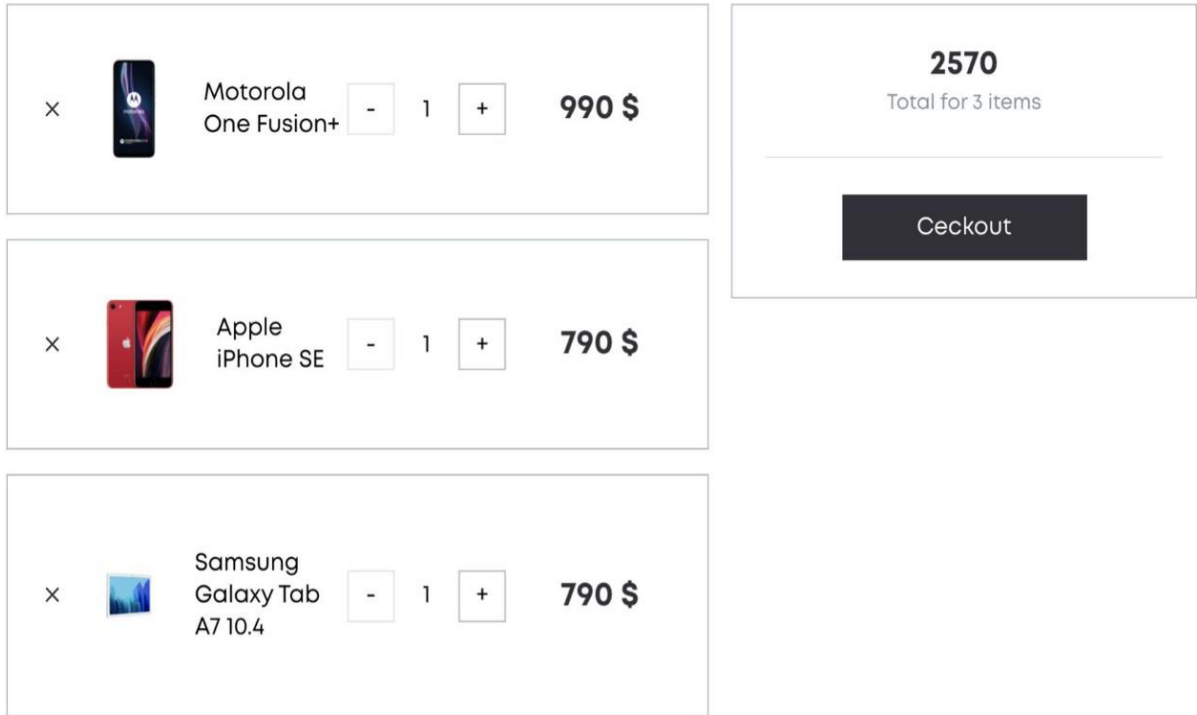 ×
Motorola
One Fusion+
- 1 +
990 $
×
Apple
iPhone SE
- 1 +
790 $
×
Samsung
Galaxy Tab
A7 10.4
- 1 +
790 $
2570
Total for 3 items
Ceckout